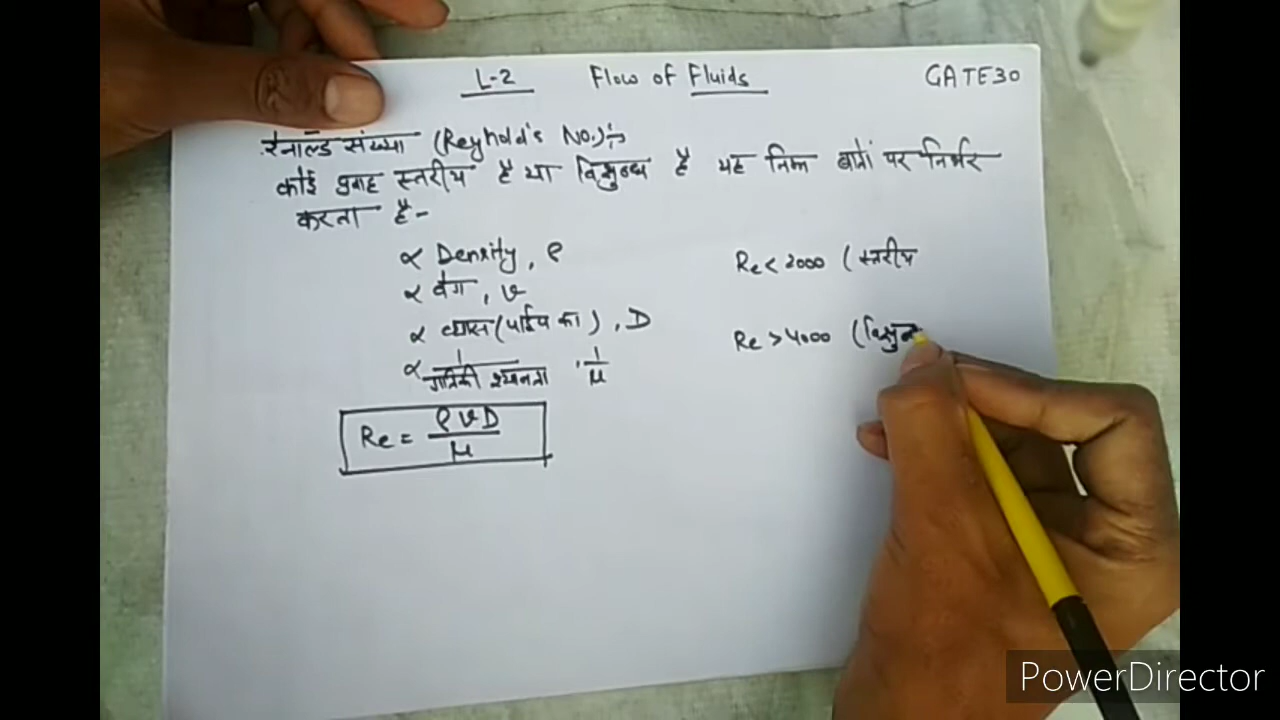 L-2 Flow of Fluids GATE30
रेनॉल्ड संख्या (Reynold's No.):-
कोई प्रवाह स्तरीय है या विक्षुब्ध है यह निम्न बातों पर निर्भर
करता है-
∝ Density, ρ
∝ वेग, v
∝ व्यास (पाईप का), D
∝ 1/गतिकी श्यानता, 1/μ
Re = ρvD/μ
Re < 2000 (स्तरीय
Re > 4000 (विक्षुब
PowerDirector